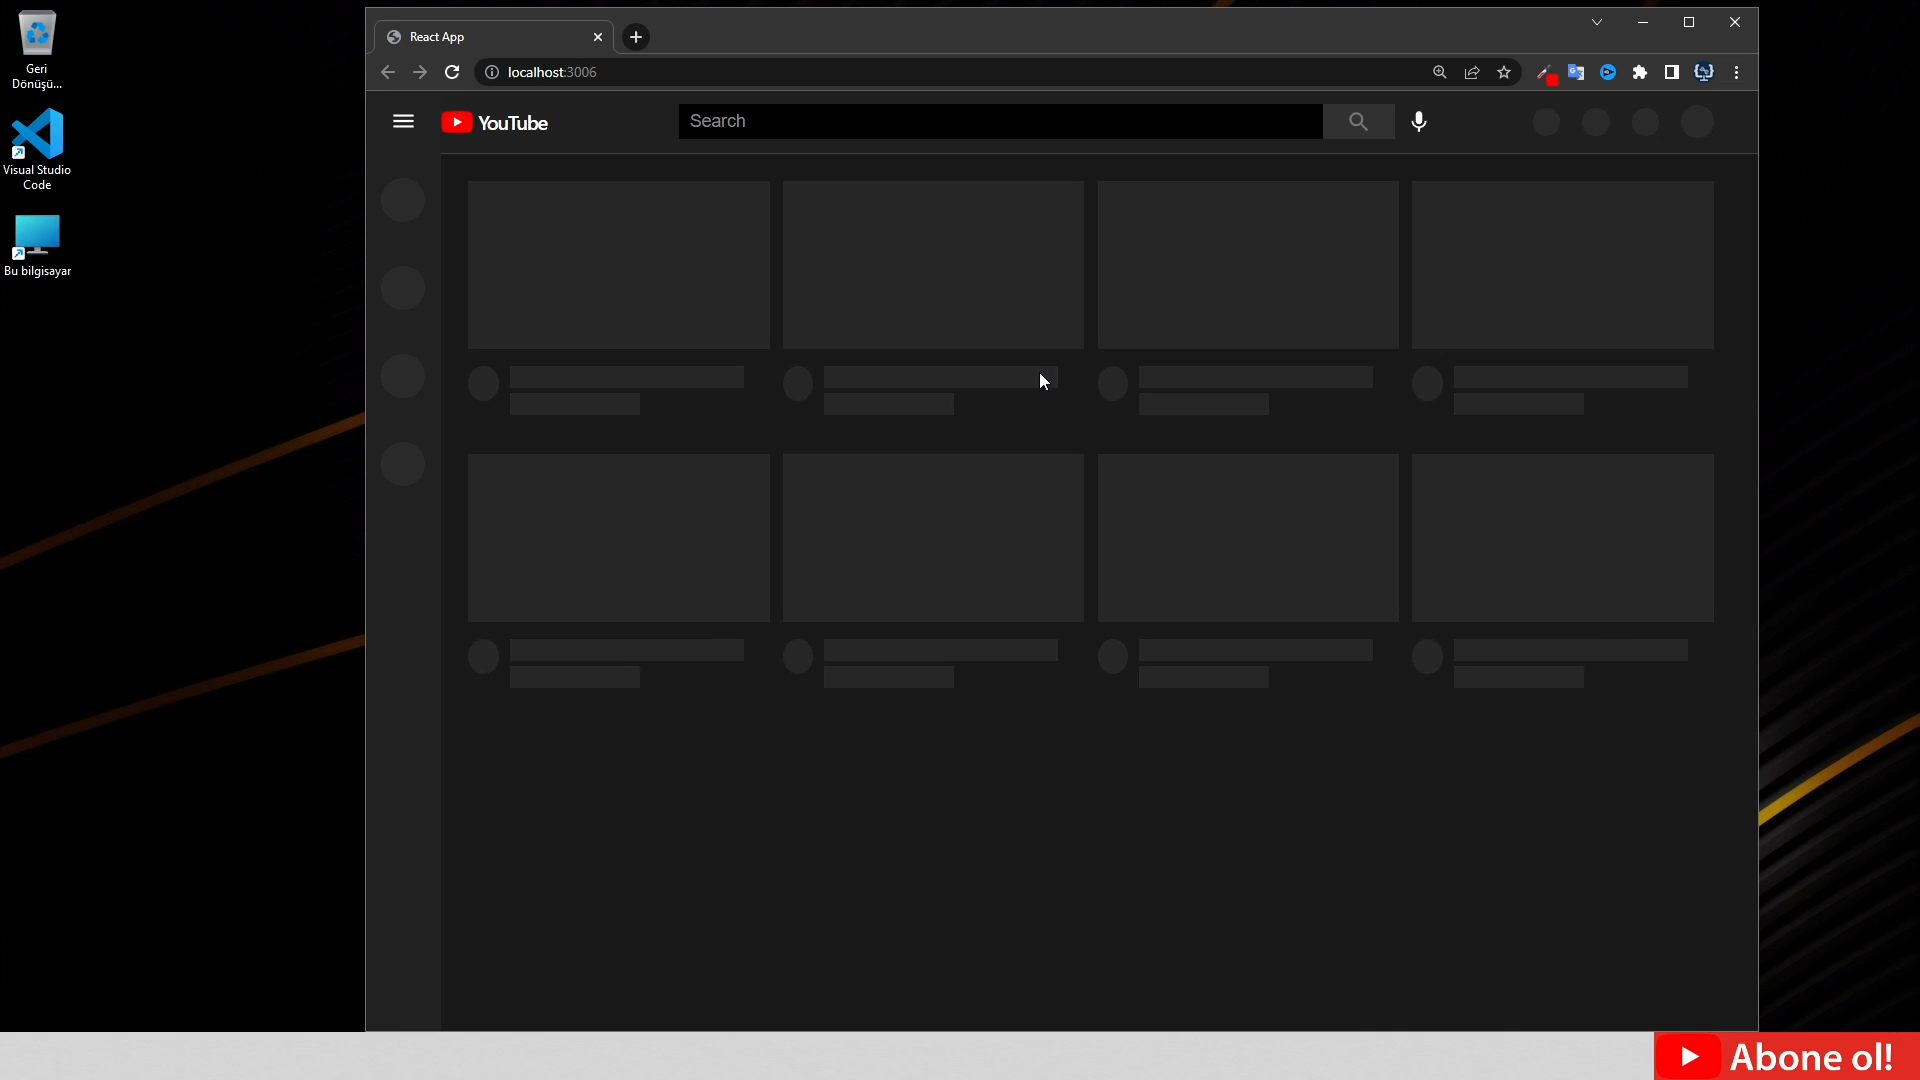 Geri
Dönüşü...
Visual Studio
Code
Bu bilgisayar
React App
localhost:3006
YouTube
Search
Abone ol!